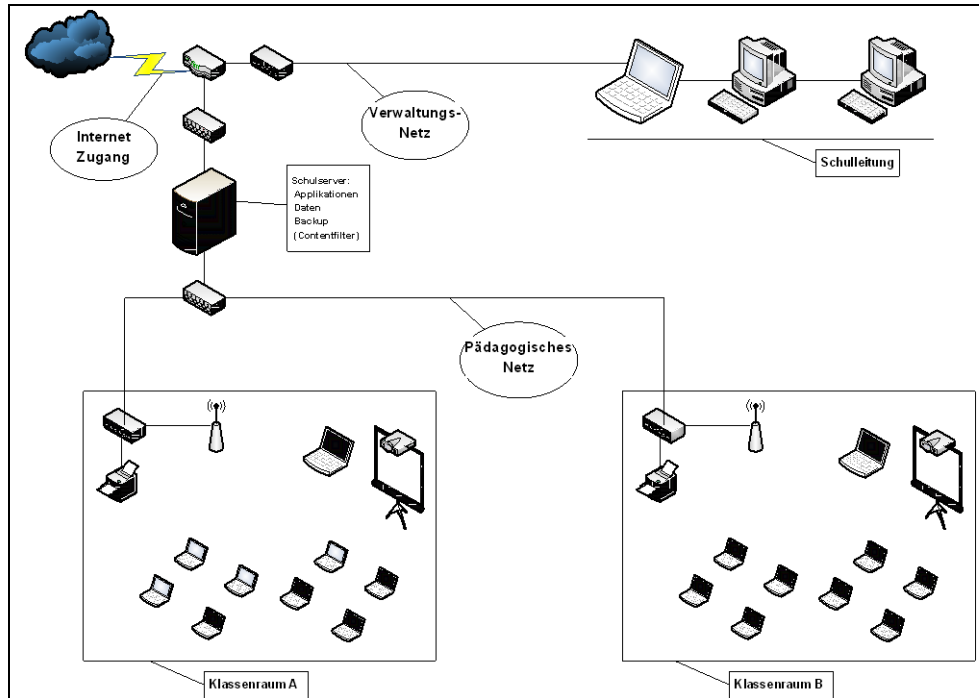 Internet
Zugang
Verwaltungs-
Netz
Schulleitung
Schulserver:
Applikationen
Daten
Backup
(Contentfilter)
Pädagogisches
Netz
Klassenraum A
Klassenraum B